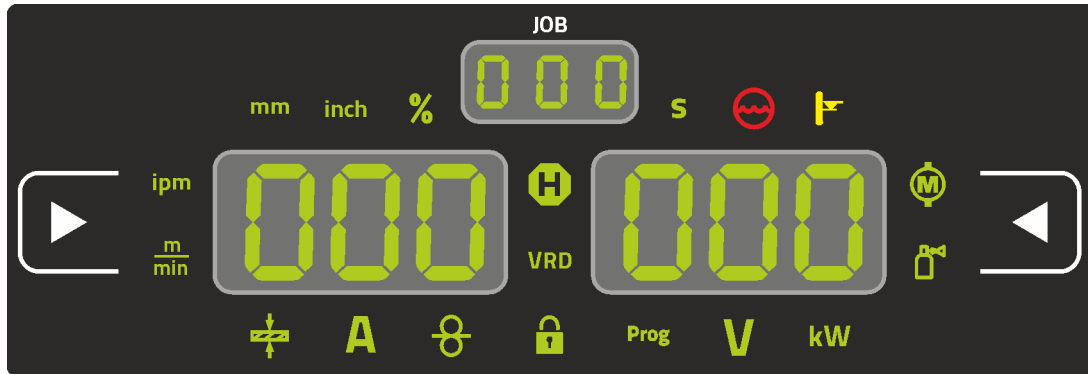 JOB
000
mm inch % s
ipm 000 H 000 M
m
min VRD
A Prog V kW